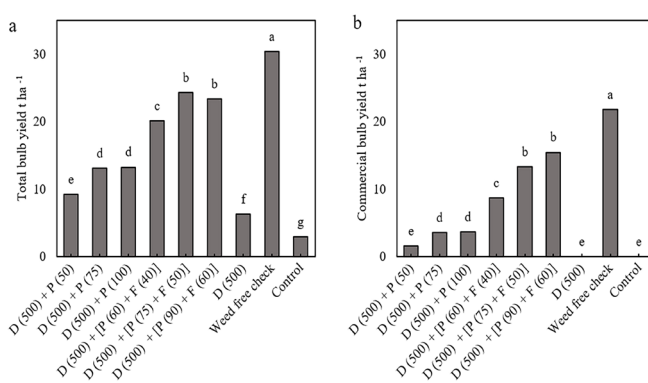 a
Total bulb yield t ha -1
30
20
10
0
e
d
d
c
b
b
f
a
g
D (500) + P (50)
D (500) + P (75)
D (500) + P (100)
D (500) + [P (60) + F (40)]
D (500) + [P (75) + F (50)]
D (500) + [P (90) + F (60)]
D (500)
Weed free check
Control
b
Commercial bulb yield t ha -1
30
20
10
0
e
d
d
c
b
b
e
a
e
D (500) + P (50)
D (500) + P (75)
D (500) + P (100)
D (500) + [P (60) + F (40)]
D (500) + [P (75) + F (50)]
D (500) + [P (90) + F (60)]
D (500)
Weed free check
Control